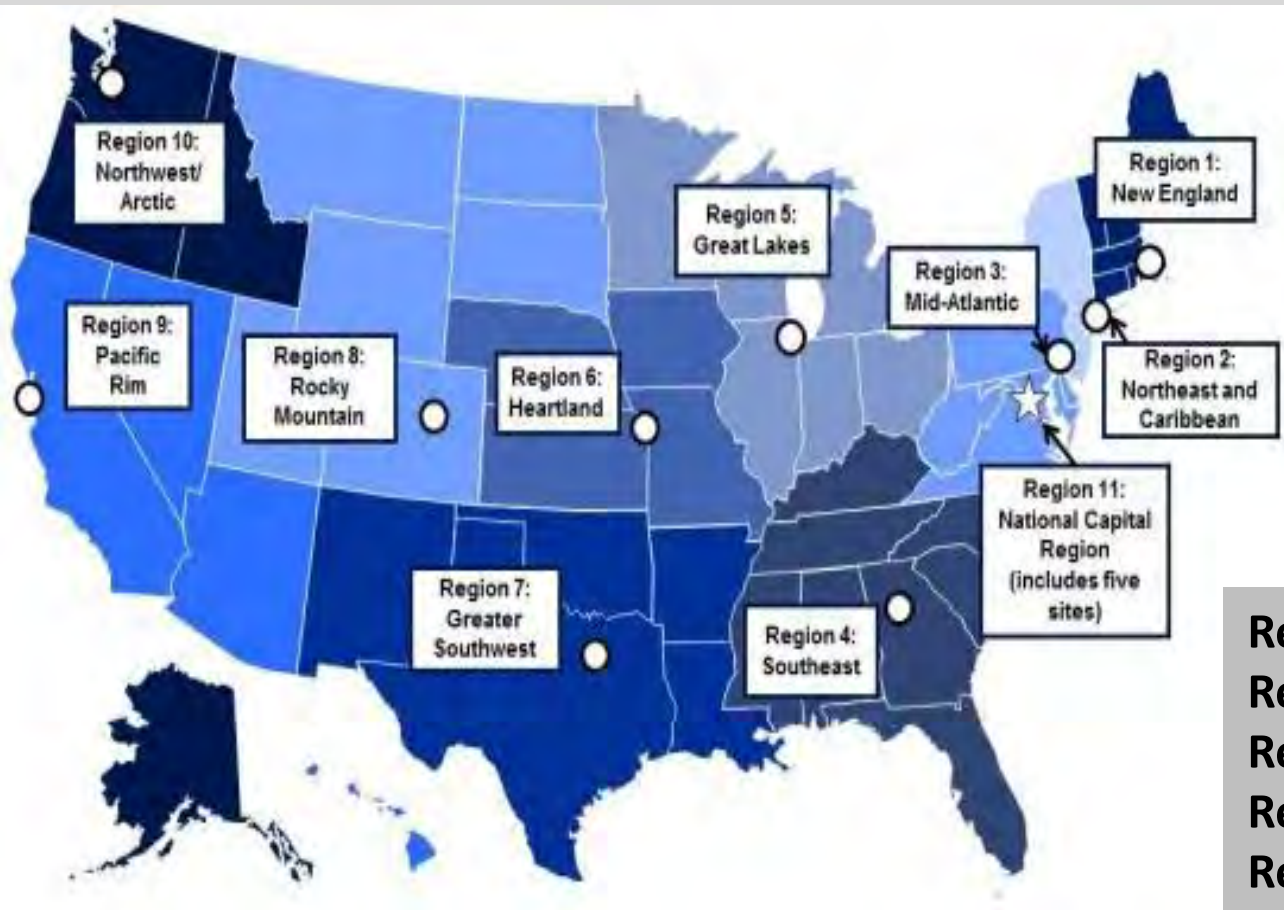 Region 10:
Northwest/
Arctic
Region 1:
New England
Region 5:
Great Lakes
Region 3:
Mid-Atlantic
Region 9:
Pacific
Rim
Region 8:
Rocky
Mountain
Region 6:
Heartland
Region 2:
Northeast and
Caribbean
Region 11:
National Capital
Region
(includes five
sites)
Region 7:
Greater
Southwest
Region 4:
Southeast
Re
Re
Re
Re
Re